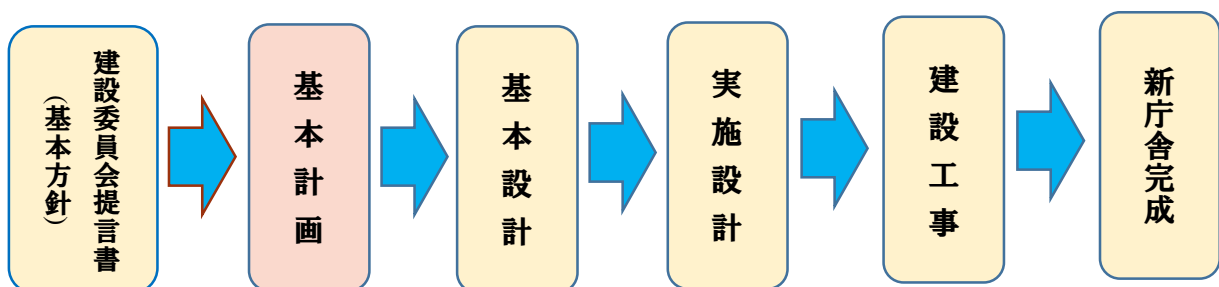 建設委員会提言書
(基本方針)
基本計画
基本設計
実施設計
建設工事
新庁舎完成